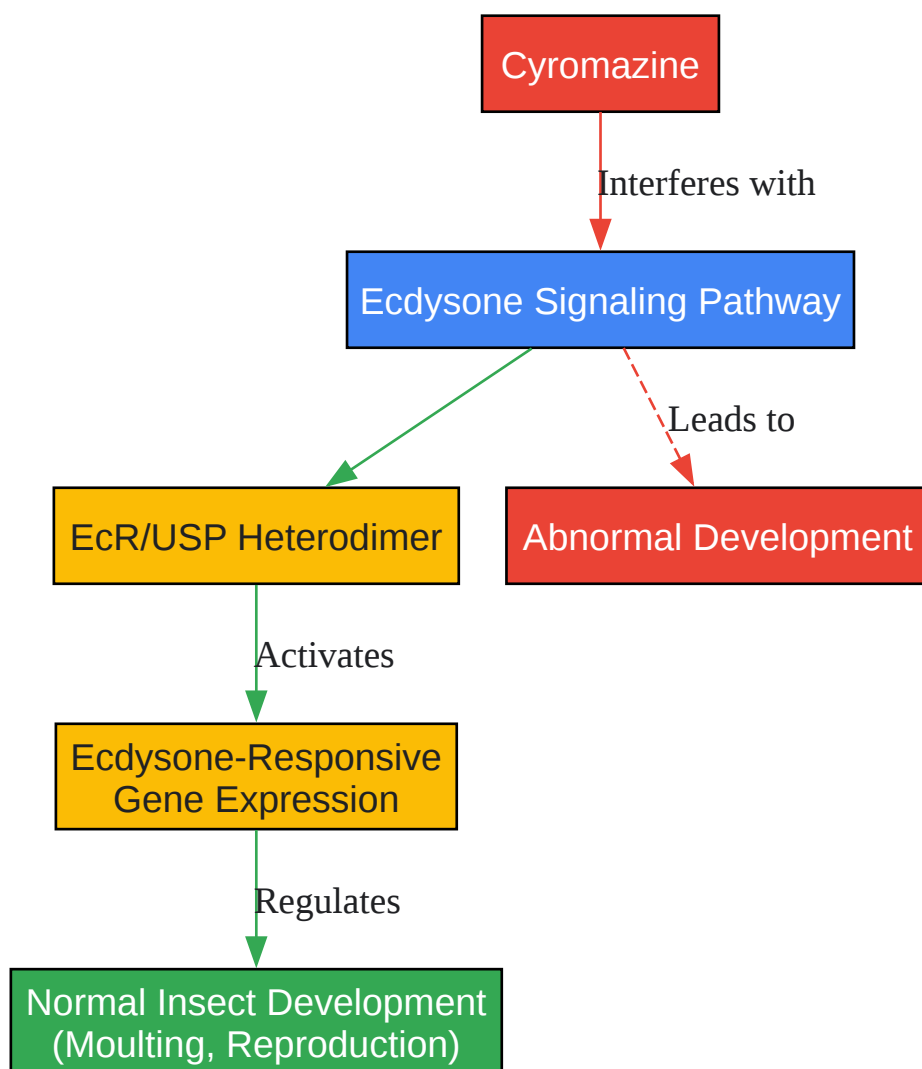 Cyromazine
Interferes with
Ecdysone Signaling Pathway
Leads to
EcR/USP Heterodimer
Abnormal Development
Activates
Ecdysone-Responsive
Gene Expression
Regulates
Normal Insect Development
(Moulting, Reproduction)